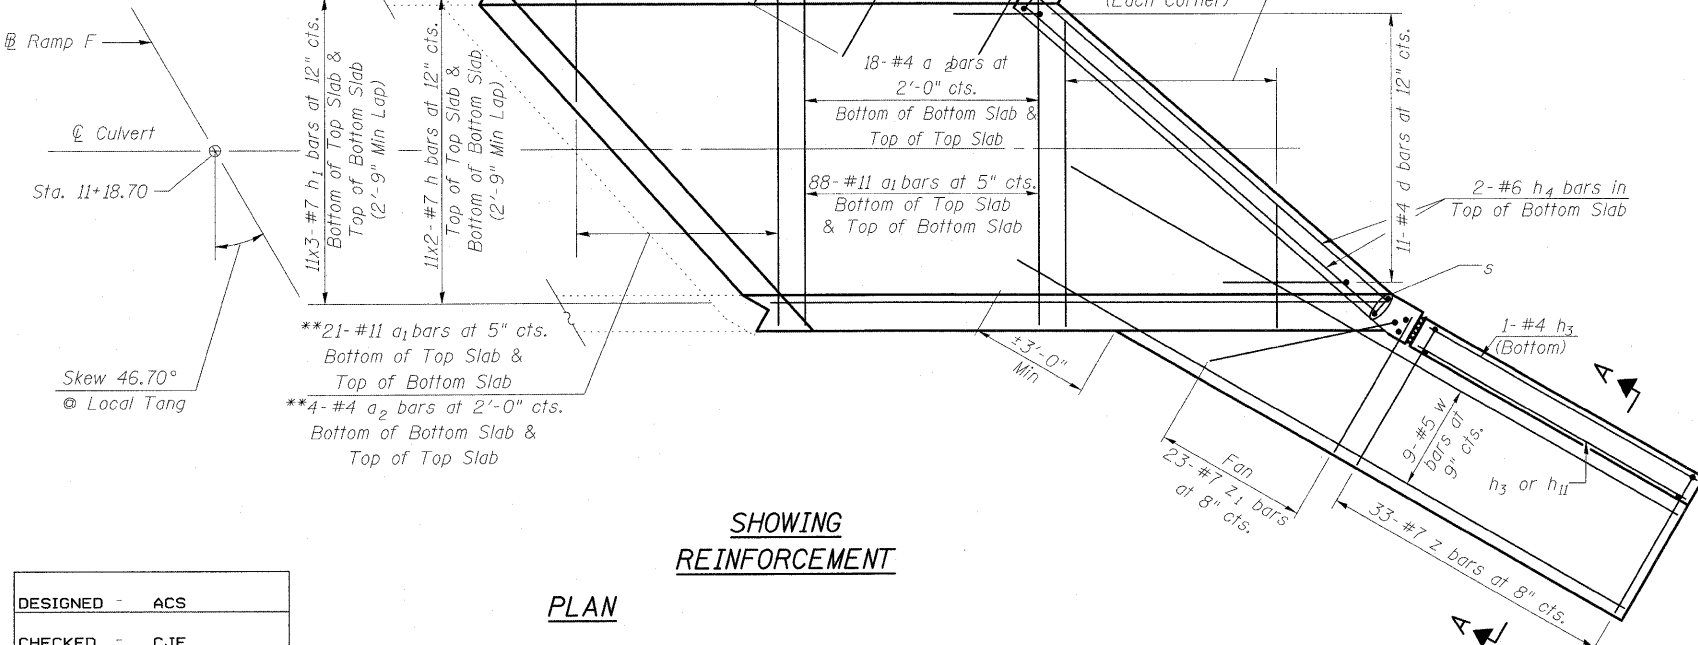 (Each Corner)
℄ Ramp F
℄ Culvert
Sta. 11+18.70
Skew 46.70°
@ Local Tang
11x3-#7 h1 bars at 12" cts.
Bottom of Top Slab &
Top of Bottom Slab
(2'-9" Min Lap)
11x2-#7 h bars at 12" cts.
Top of Top Slab &
Bottom of Bottom Slab
(2'-9" Min Lap)
18-#4 a2 bars at
2'-0" cts.
Bottom of Bottom Slab &
Top of Top Slab
88-#11 a1 bars at 5" cts.
Bottom of Top Slab
& Top of Bottom Slab
11-#4 d bars at 12" cts.
2-#6 h4 bars in
Top of Bottom Slab
s
**21-#11 a1 bars at 5" cts.
Bottom of Top Slab &
Top of Bottom Slab
**4-#4 a2 bars at 2'-0" cts.
Bottom of Bottom Slab &
Top of Top Slab
±3'-0"
Min
1-#4 h3
(Bottom)
A
9-#5 w
bars at
9" cts.
Fan
23-#7 z1 bars
at 8" cts.
h3 or h11
33-#7 z bars at 8" cts.
A
SHOWING
REINFORCEMENT
PLAN
DESIGNED - ACS
CHECKED - CJF